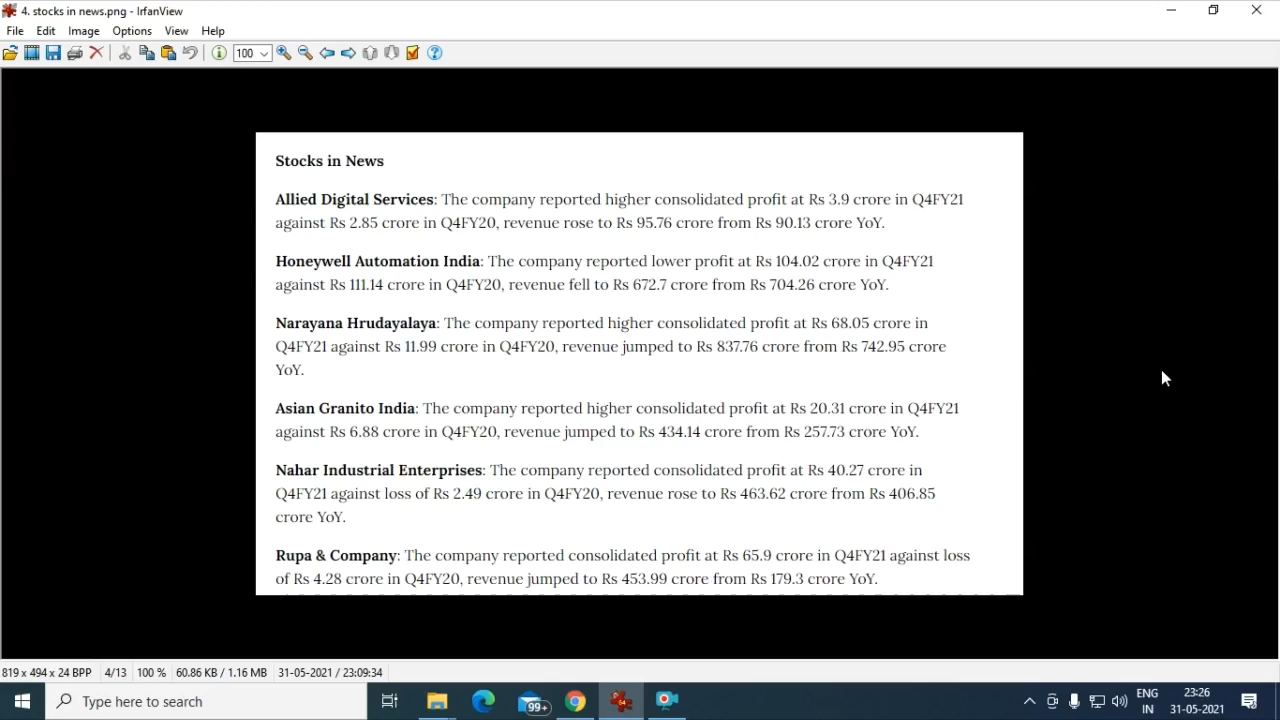 4. stocks in news.png - IrfanView
File Edit Image Options View Help
100
Stocks in News
Allied Digital Services: The company reported higher consolidated profit at Rs 3.9 crore in Q4FY21
against Rs 2.85 crore in Q4FY20, revenue rose to Rs 95.76 crore from Rs 90.13 crore YoY.
Honeywell Automation India: The company reported lower profit at Rs 104.02 crore in Q4FY21
against Rs 111.14 crore in Q4FY20, revenue fell to Rs 672.7 crore from Rs 704.26 crore YoY.
Narayana Hrudayalaya: The company reported higher consolidated profit at Rs 68.05 crore in
Q4FY21 against Rs 11.99 crore in Q4FY20, revenue jumped to Rs 837.76 crore from Rs 742.95 crore
YoY.
Asian Granito India: The company reported higher consolidated profit at Rs 20.31 crore in Q4FY21
against Rs 6.88 crore in Q4FY20, revenue jumped to Rs 434.14 crore from Rs 257.73 crore YoY.
Nahar Industrial Enterprises: The company reported consolidated profit at Rs 40.27 crore in
Q4FY21 against loss of Rs 2.49 crore in Q4FY20, revenue rose to Rs 463.62 crore from Rs 406.85
crore YoY.
Rupa & Company: The company reported consolidated profit at Rs 65.9 crore in Q4FY21 against loss
of Rs 4.28 crore in Q4FY20, revenue jumped to Rs 453.99 crore from Rs 179.3 crore YoY.
819 x 494 x 24 BPP 4/13 100 % 60.86 KB / 1.16 MB 31-05-2021 / 23:09:34
Type here to search
99+
64
ENG
IN
23:26
31-05-2021